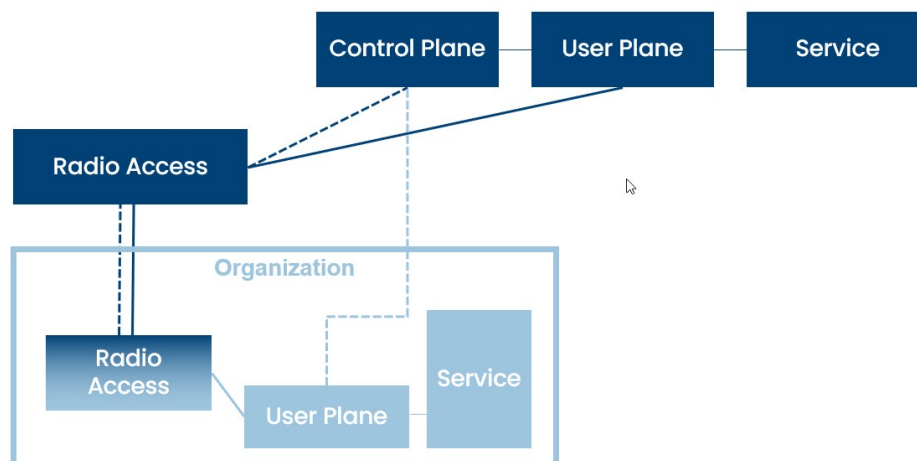 Control Plane
User Plane
Service
Radio Access
Organization
Radio
Access
Service
User Plane